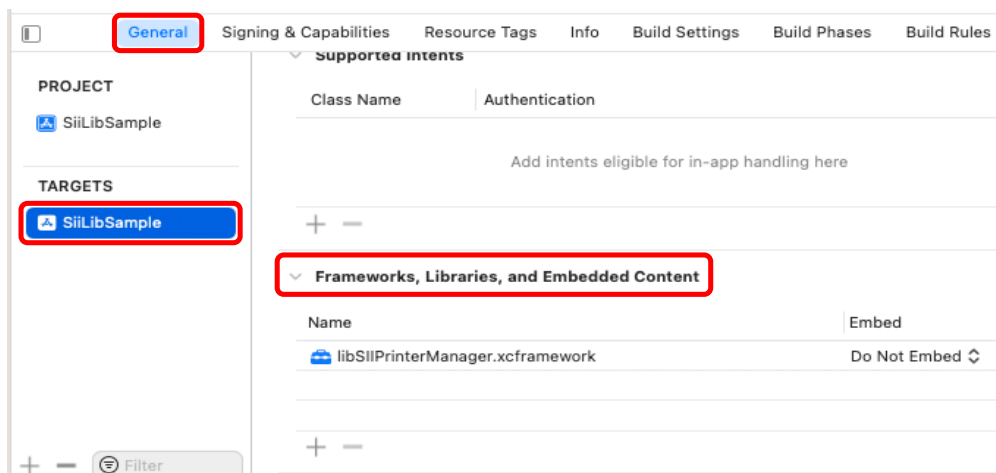 General Signing & Capabilities Resource Tags Info Build Settings Build Phases Build Rules
Supported Intents
PROJECT
Class Name Authentication
SiiLibSample
Add intents eligible for in-app handling here
TARGETS
SiiLibSample
Frameworks, Libraries, and Embedded Content
Name Embed
libSIIPrinterManager.xcframework Do Not Embed
Filter